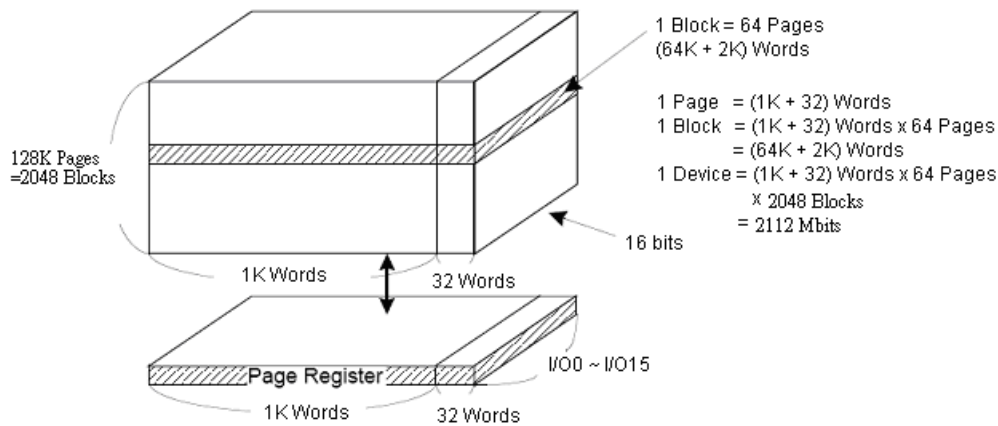 1 Block = 64 Pages
(64K + 2K) Words
1 Page = (1K + 32) Words
1 Block = (1K + 32) Words x 64 Pages
= (64K + 2K) Words
1 Device = (1K + 32) Words x 64 Pages
x 2048 Blocks
= 2112 Mbits
128K Pages
=2048 Blocks
16 bits
1K Words
32 Words
I/O0 ~ I/O15
Page Register
1K Words
32 Words